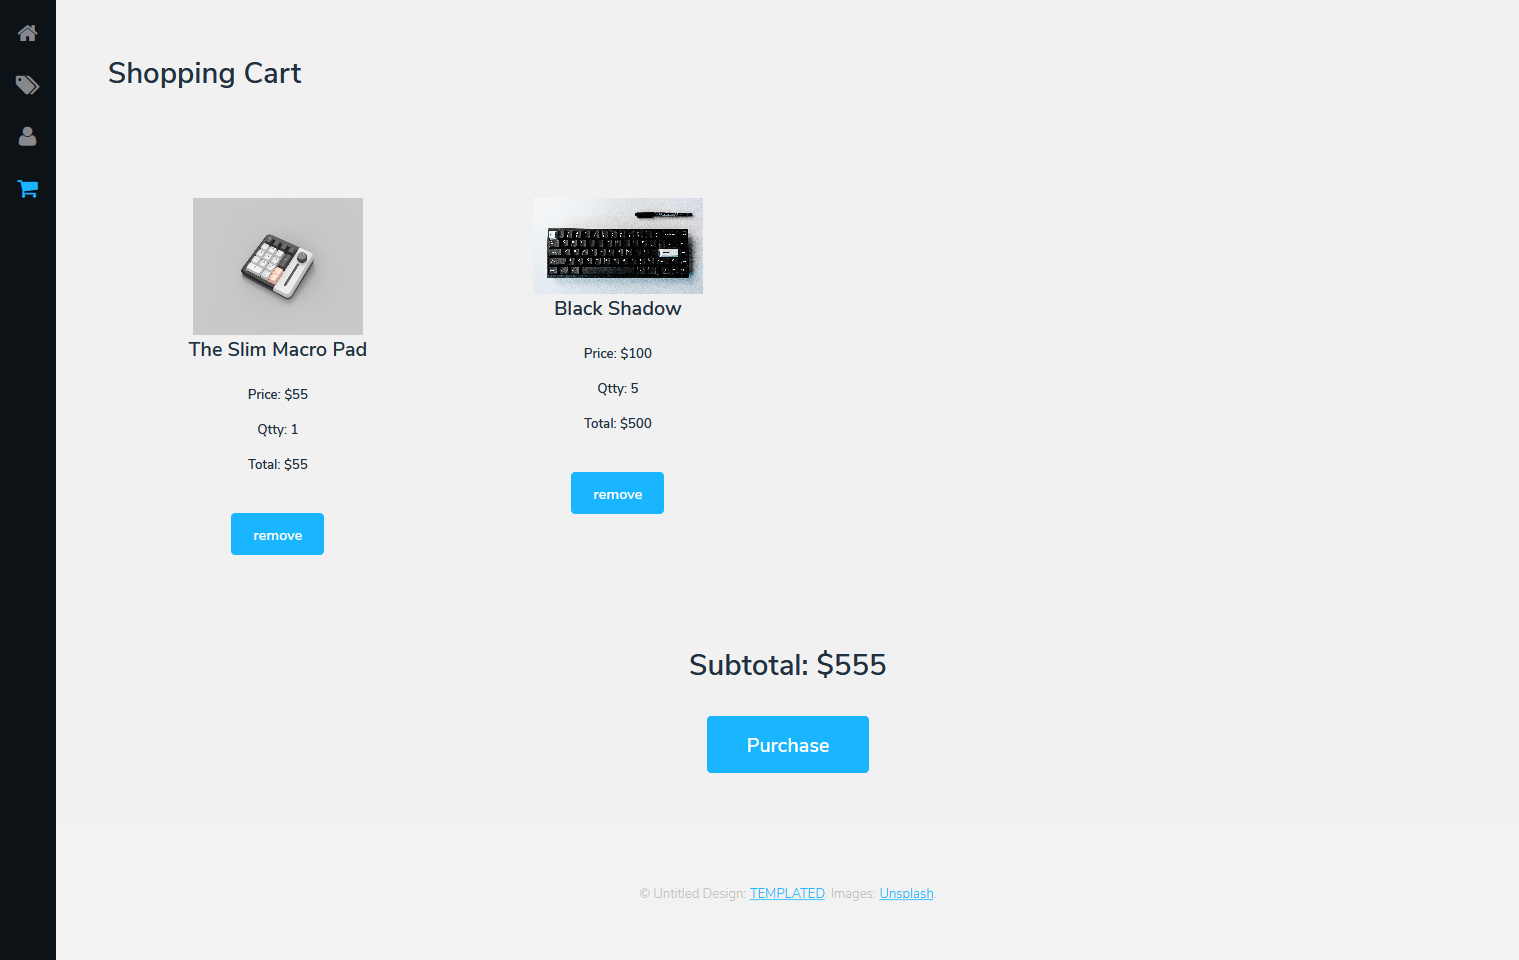 Shopping Cart
The Slim Macro Pad
Price: $55
Qtty: 1
Total: $55
remove
Black Shadow
Price: $100
Qtty: 5
Total: $500
remove
Subtotal: $555
Purchase
© Untitled Design: TEMPLATED. Images: Unsplash.